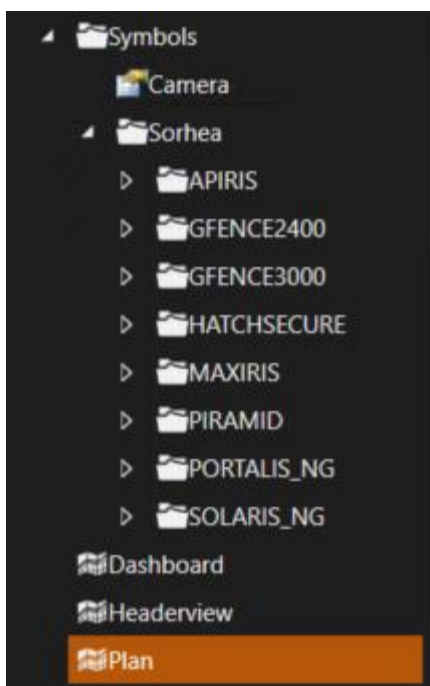 Symbols
Camera
Sorhea
APIRIS
GFENCE2400
GFENCE3000
HATCHSECURE
MAXIRIS
PIRAMID
PORTALIS_NG
SOLARIS_NG
Dashboard
Headerview
Plan